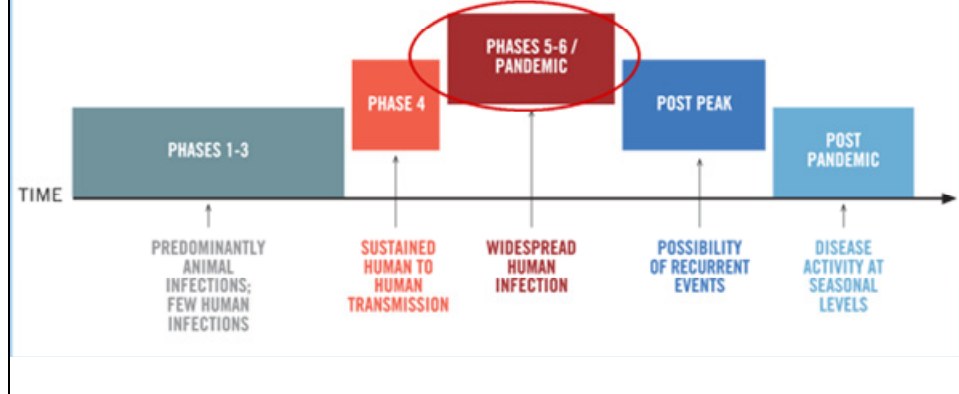 PHASES 5-6 /
PANDEMIC
PHASE 4
POST PEAK
PHASES 1-3
POST
PANDEMIC
TIME
PREDOMINANTLY
ANIMAL
INFECTIONS;
FEW HUMAN
INFECTIONS
SUSTAINED
HUMAN TO
HUMAN
TRANSMISSION
WIDESPREAD
HUMAN
INFECTION
POSSIBILITY
OF RECURRENT
EVENTS
DISEASE
ACTIVITY AT
SEASONAL
LEVELS